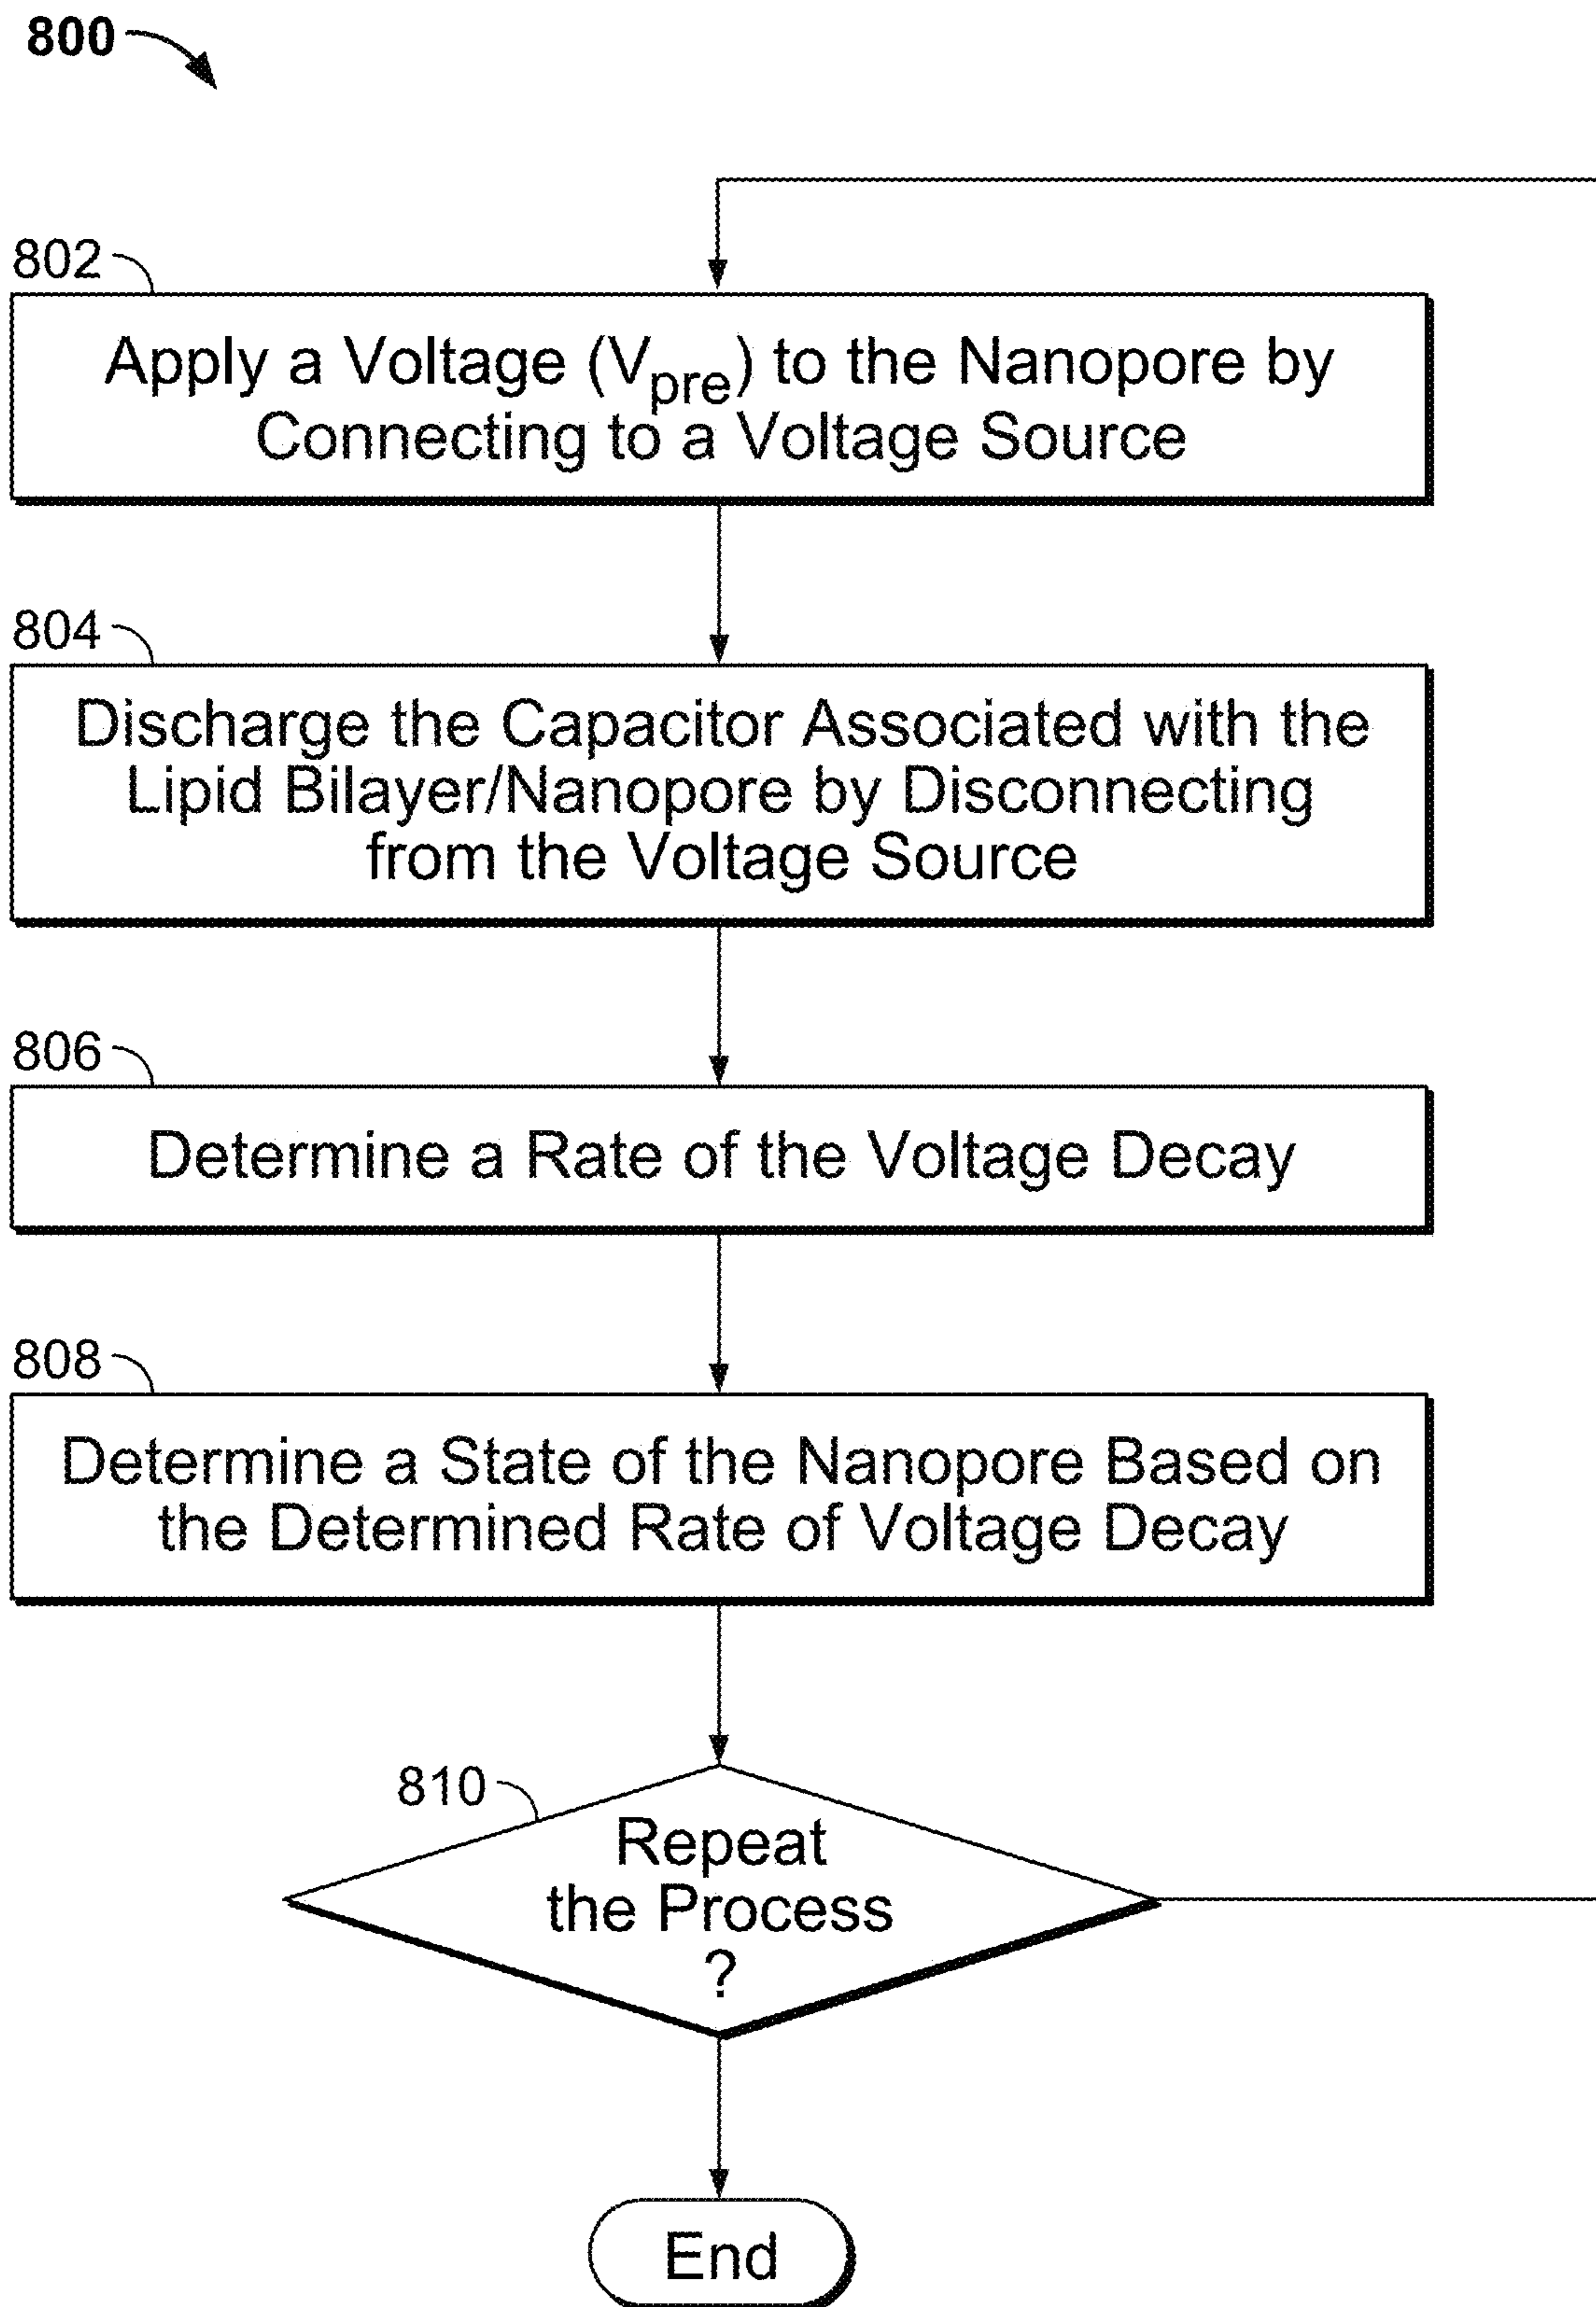 800
802
Apply a Voltage (Vpre) to the Nanopore by
Connecting to a Voltage Source
804
Discharge the Capacitor Associated with the
Lipid Bilayer/Nanopore by Disconnecting
from the Voltage Source
806
Determine a Rate of the Voltage Decay
808
Determine a State of the Nanopore Based on
the Determined Rate of Voltage Decay
810
Repeat
the Process
?
End